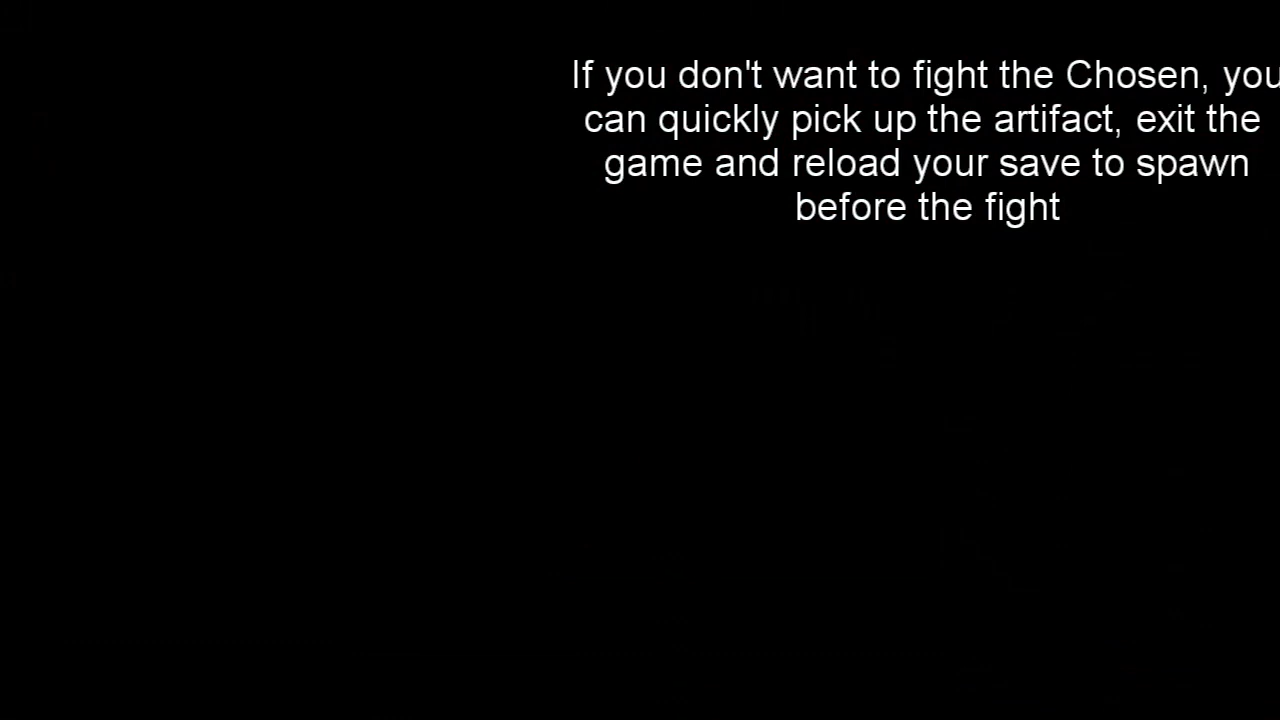 If you don't want to fight the Chosen, you
can quickly pick up the artifact, exit the
game and reload your save to spawn
before the fight